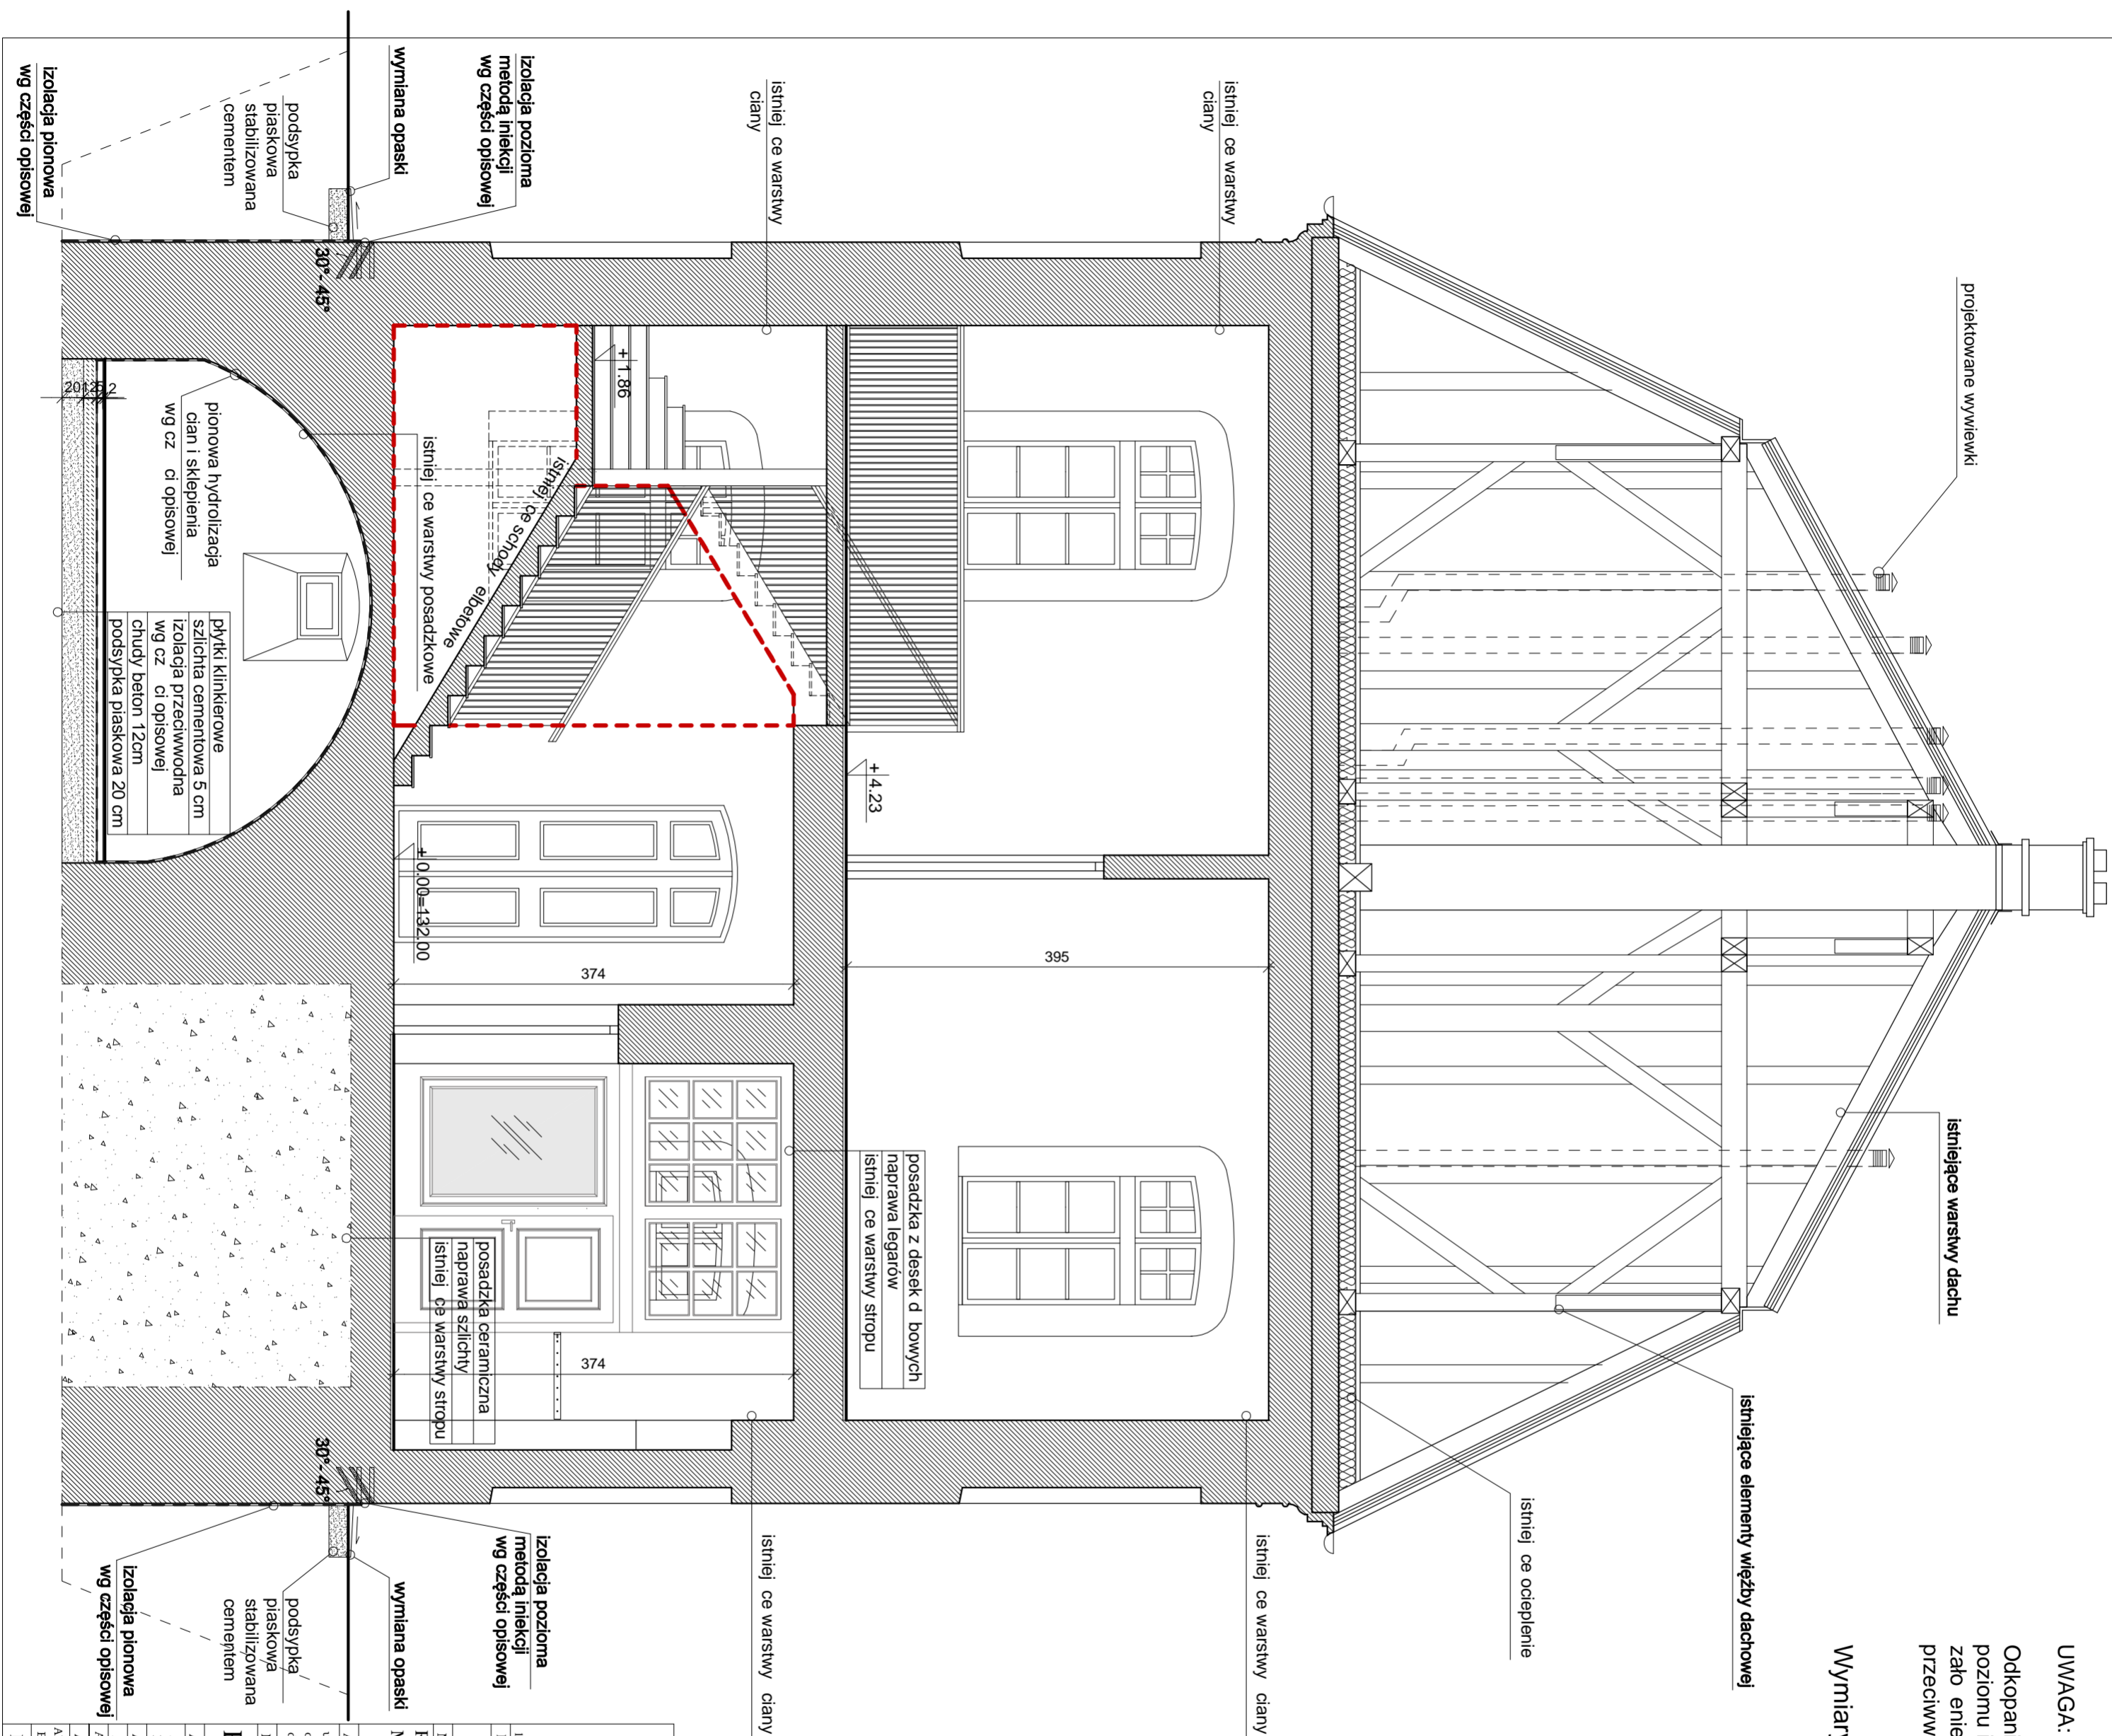 UWAGA:
Odkopan
poziomu
zało enie
przeciww
Wymiary
projektowane wywiewki
istniejące warstwy dachu
istniejące elementy więźby dachowej
istniej ce ocieplenie
istniej ce warstwy
ciany
istniej ce warstwy ciany
istniej ce warstwy
ciany
istniej ce warstwy ciany
395
+ 4.23
posadzka z desek d bowych
naprawa legarów
istniej ce warstwy stropu
+ 1.86
istniej ce schody elbetowe
374
374
+ 0.00=132.00
posadzka ceramiczna
naprawa szlichty
istniej ce warstwy stropu
istniej ce warstwy posadzkowe
izolacja pozioma
metodą iniekcji
wg części opisowej
wymiana opaski
podsypka
piaskowa
stabilizowana
cementem
izolacja pionowa
wg części opisowej
30°- 45°
pionowa hydrolizacja
cian i sklepienia
wg cz ci opisowej
płytki klinkierowe
szlichta cementowa 5 cm
izolacja przeciwwodna
wg cz ci opisowej
chudy beton 12cm
podsypka piaskowa 20 cm
201252
izolacja pozioma
metodą iniekcji
wg części opisowej
wymiana opaski
podsypka
piaskowa
stabilizowana
cementem
izolacja pionowa
wg części opisowej
30°- 45°